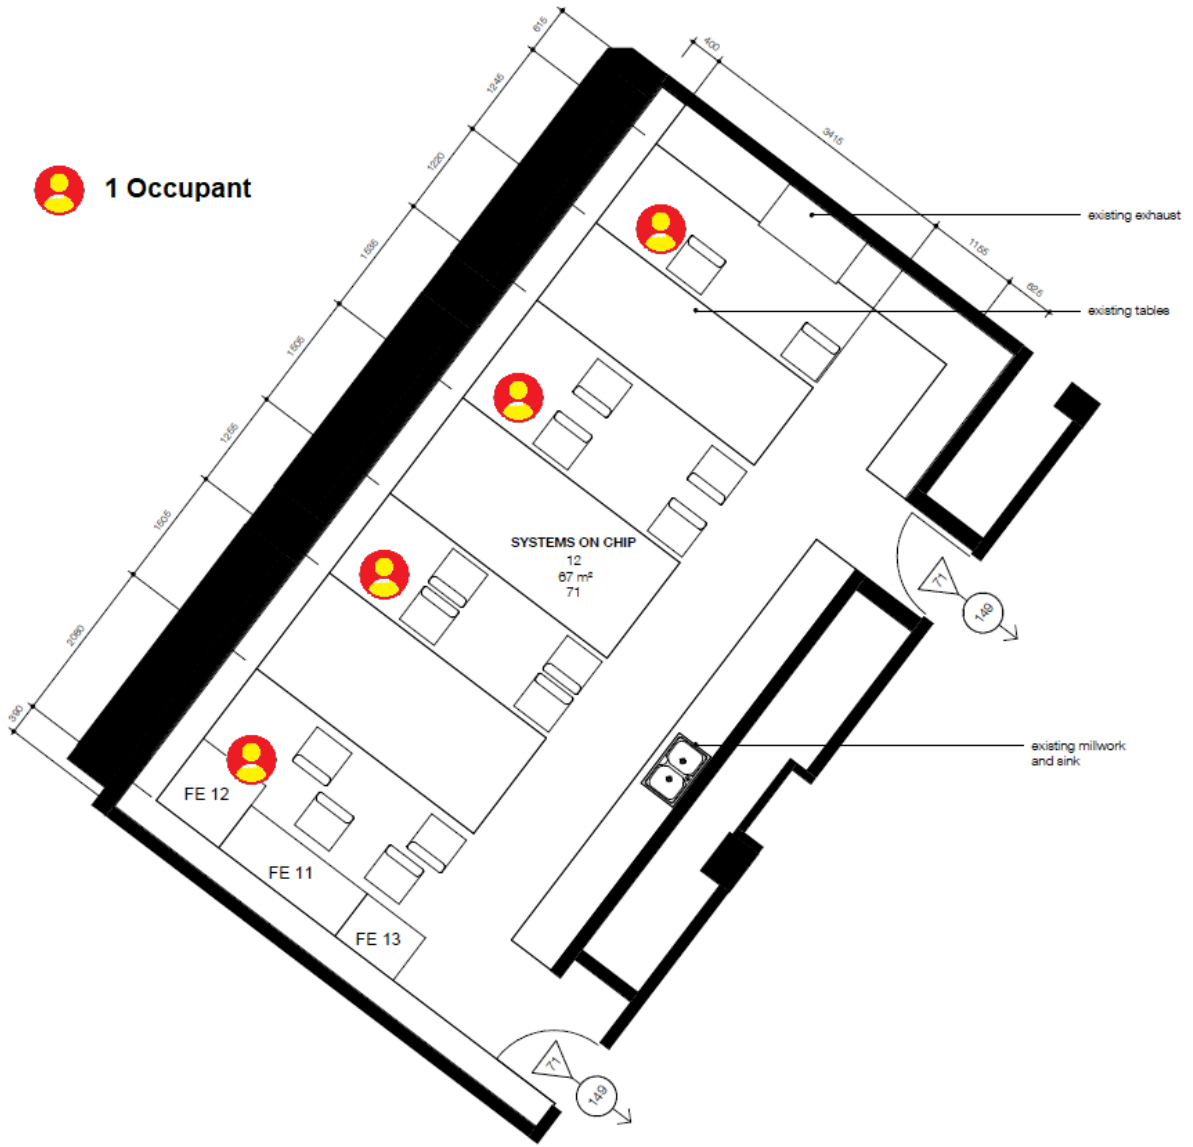 615
400
1245
3415
1220
1 Occupant
existing exhaust
1155
1535
625
existing tables
1505
1255
SYSTEMS ON CHIP
12
67 m²
71
1505
71
149
2080
390
existing millwork
and sink
FE 12
FE 11
FE 13
71
149